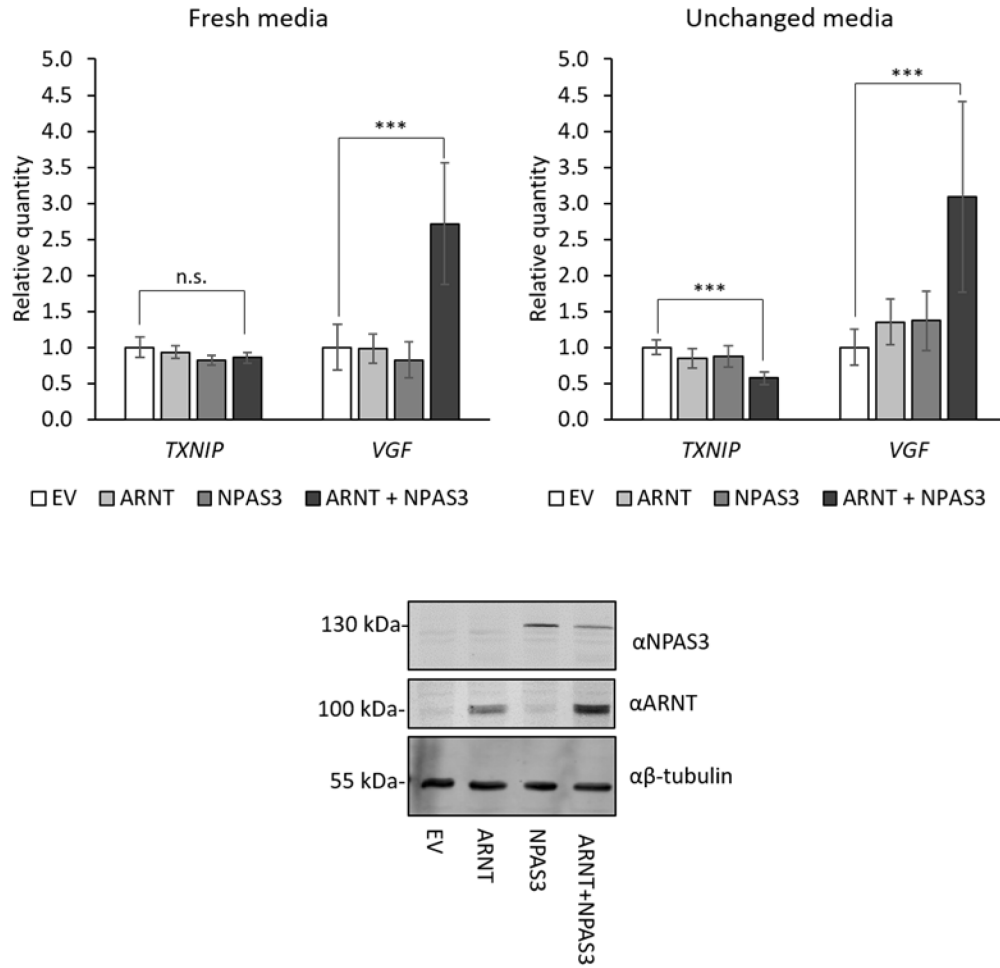 Fresh media
5.0
4.5
4.0
3.5
3.0
2.5
2.0
1.5
1.0
0.5
0.0
Relative quantity
n.s.
***
TXNIP VGF
EV ARNT NPAS3 ARNT + NPAS3
Unchanged media
5.0
4.5
4.0
3.5
3.0
2.5
2.0
1.5
1.0
0.5
0.0
Relative quantity
***
***
TXNIP VGF
EV ARNT NPAS3 ARNT + NPAS3
130 kDa- αNPAS3
100 kDa- αARNT
55 kDa- αβ-tubulin
EV
ARNT
NPAS3
ARNT+NPAS3